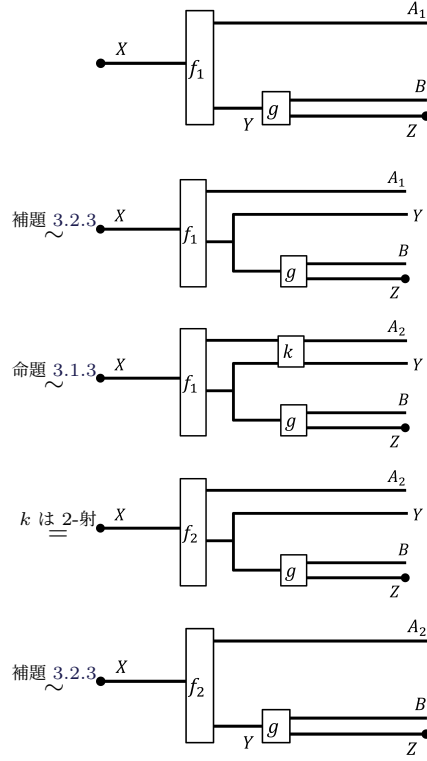 X f₁ A₁
Y g B
Z
補題 3.2.3 ∼ X f₁ A₁
Y
g B
Z
命題 3.1.3 ∼ X f₁ k A₂
Y
g B
Z
k は 2-射 = X f₂ A₂
Y
g B
Z
補題 3.2.3 ∼ X f₂ A₂
Y g B
Z